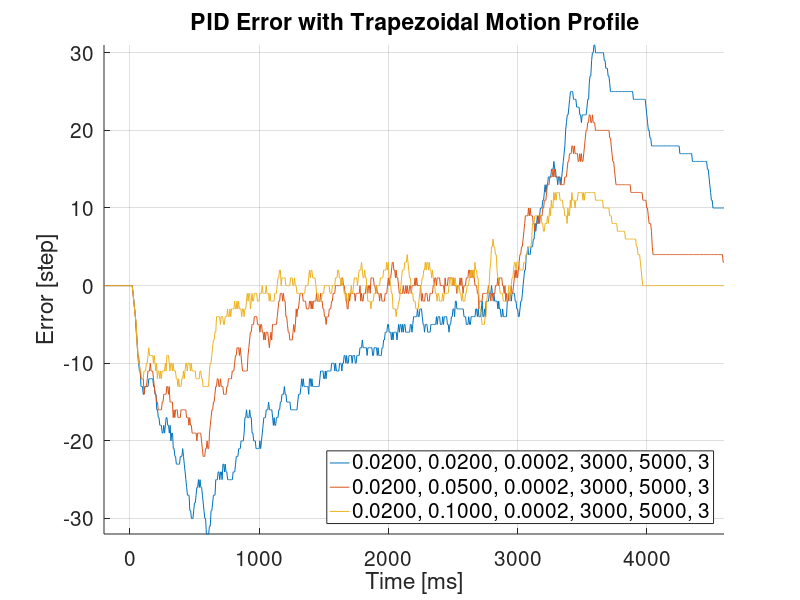 PID Error with Trapezoidal Motion Profile
30
20
10
0
-10
-20
-30
Error [step]
0.0200, 0.0200, 0.0002, 3000, 5000, 3
0.0200, 0.0500, 0.0002, 3000, 5000, 3
0.0200, 0.1000, 0.0002, 3000, 5000, 3
0 1000 2000 3000 4000
Time [ms]